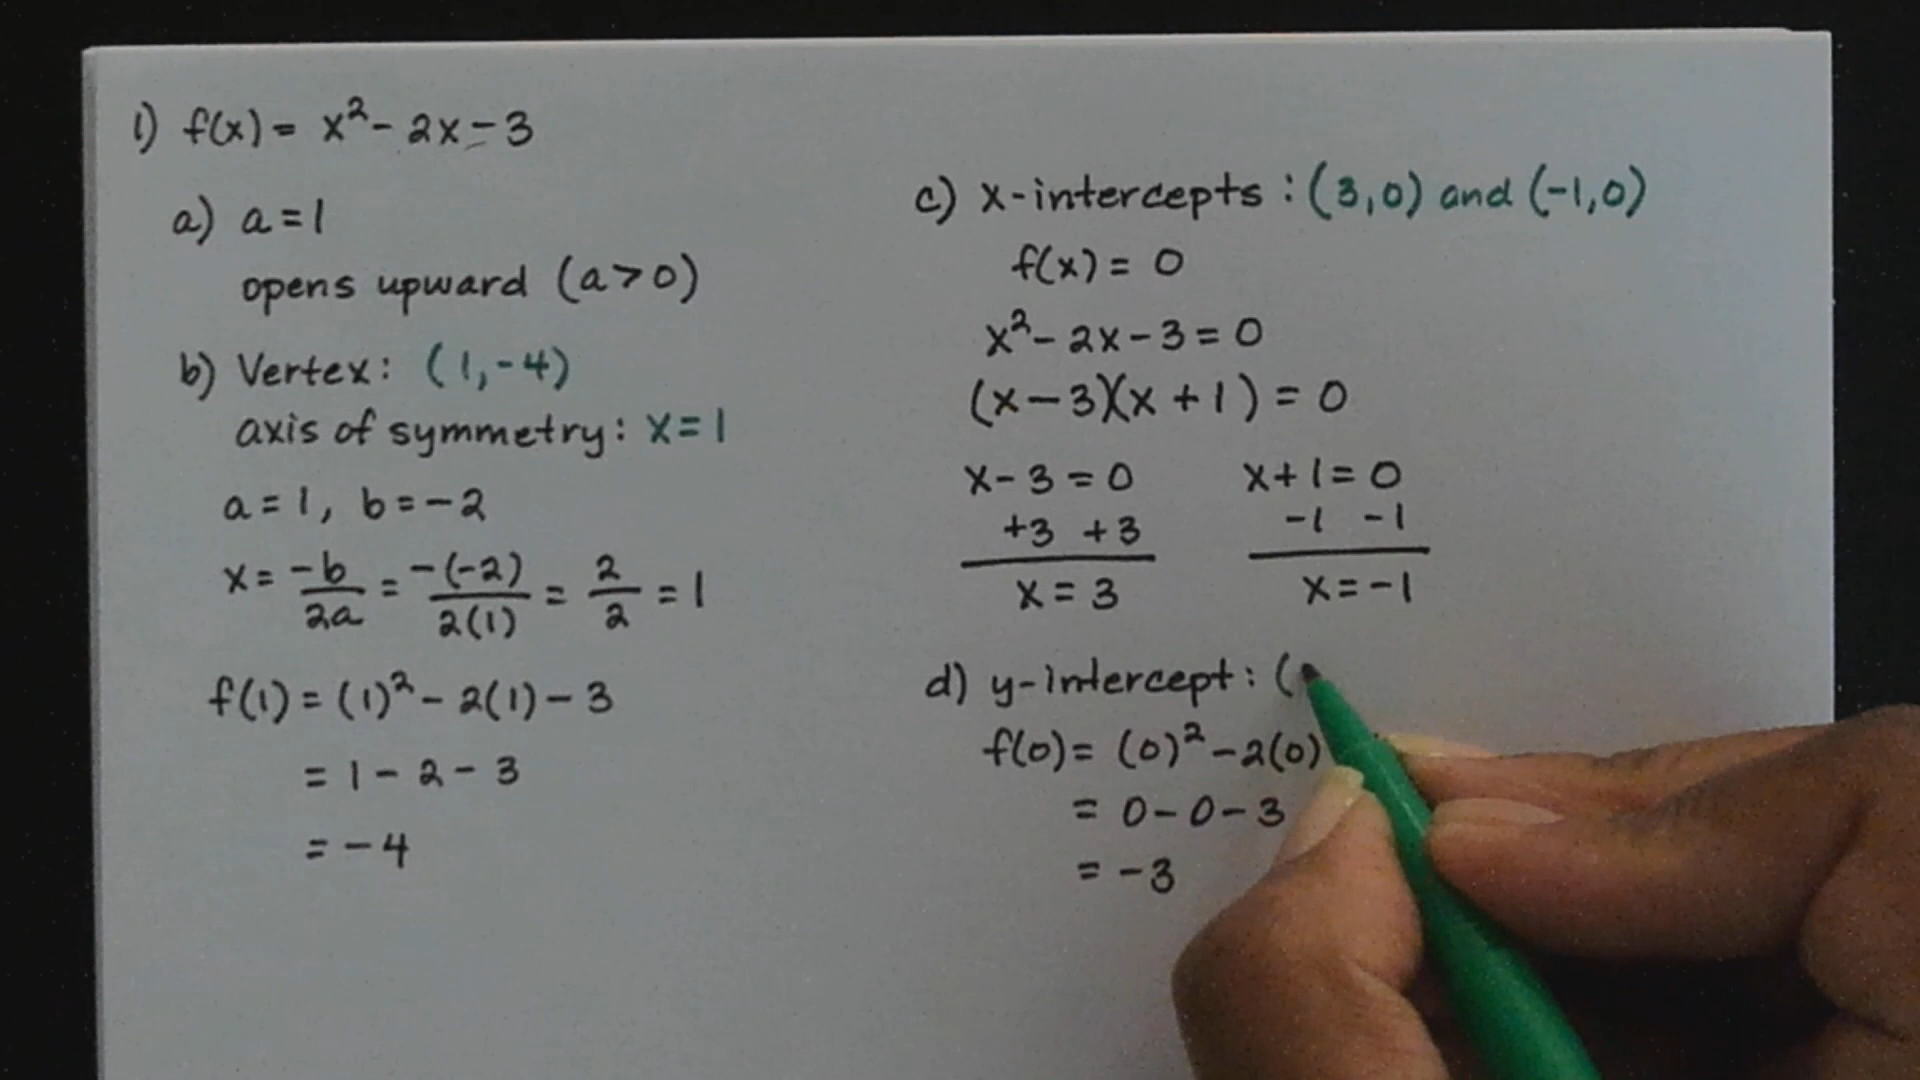 1) f(x) = x² - 2x - 3
a) a = 1
opens upward (a > 0)
b) Vertex: (1, -4)
axis of symmetry: x = 1
a = 1, b = -2
x = -b/2a = -(-2)/2(1) = 2/2 = 1
f(1) = (1)² - 2(1) - 3
= 1 - 2 - 3
= -4
c) x-intercepts: (3, 0) and (-1, 0)
f(x) = 0
x² - 2x - 3 = 0
(x - 3)(x + 1) = 0
x - 3 = 0 x + 1 = 0
+3 +3 -1 -1
x = 3 x = -1
d) y-intercept: (
f(0) = (0)² - 2(0)
= 0 - 0 - 3
= -3